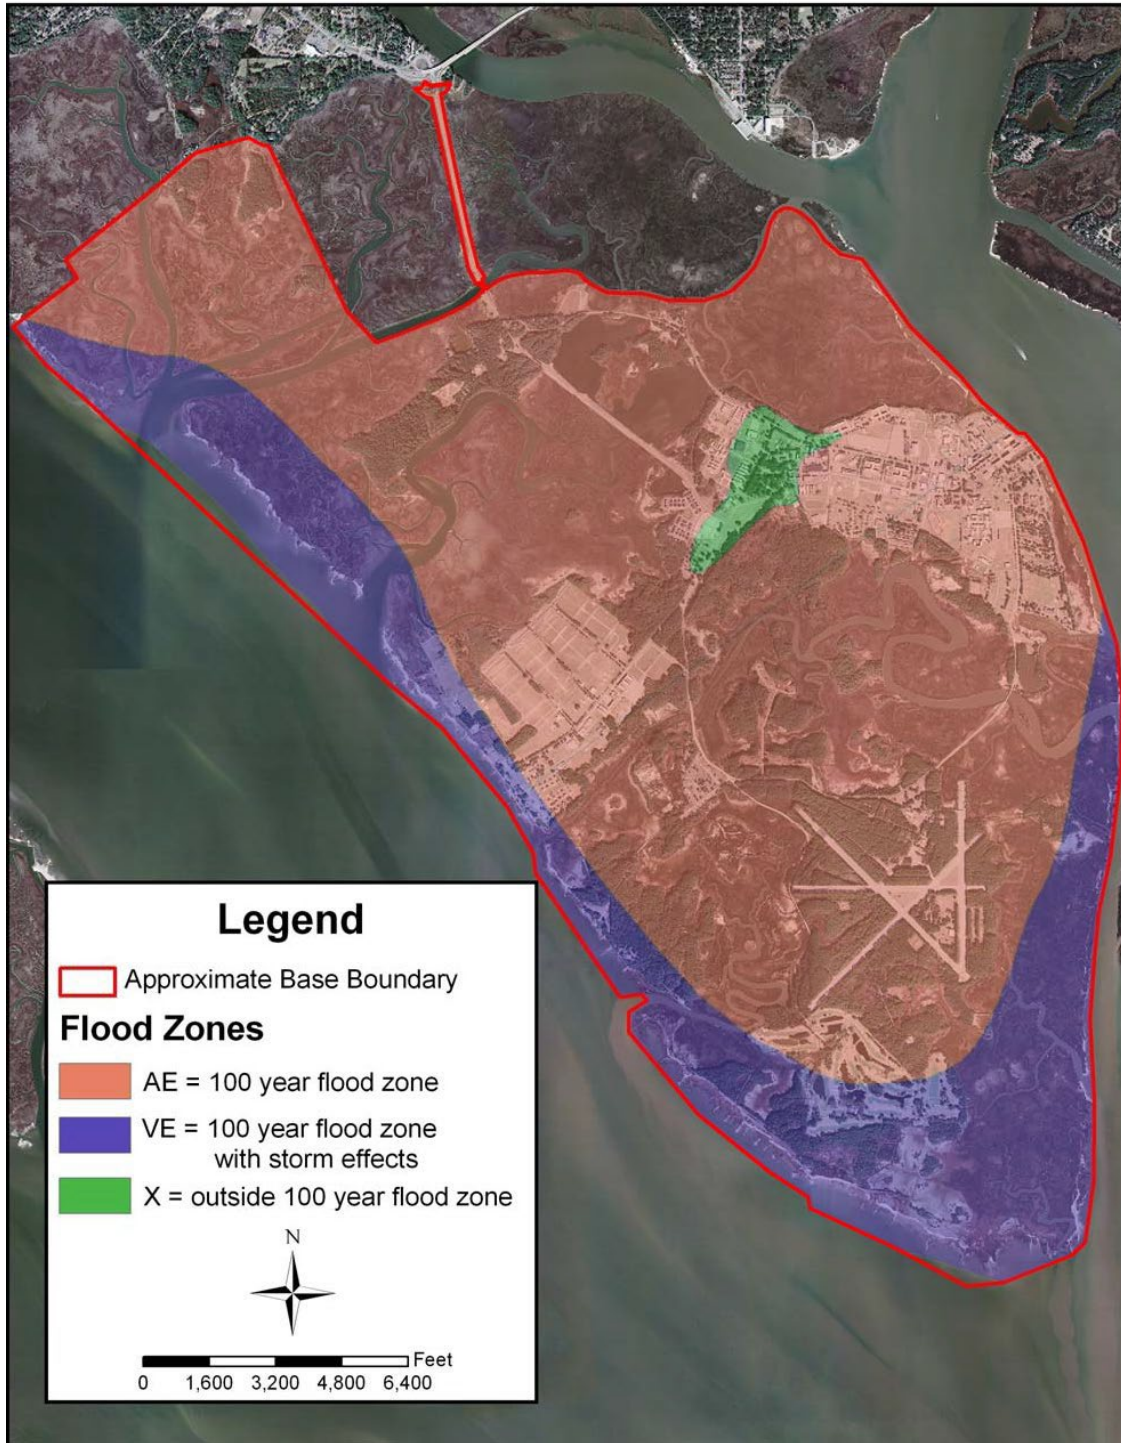 Legend
Approximate Base Boundary
Flood Zones
AE = 100 year flood zone
VE = 100 year flood zone
with storm effects
X = outside 100 year flood zone
N
Feet
0 1,600 3,200 4,800 6,400